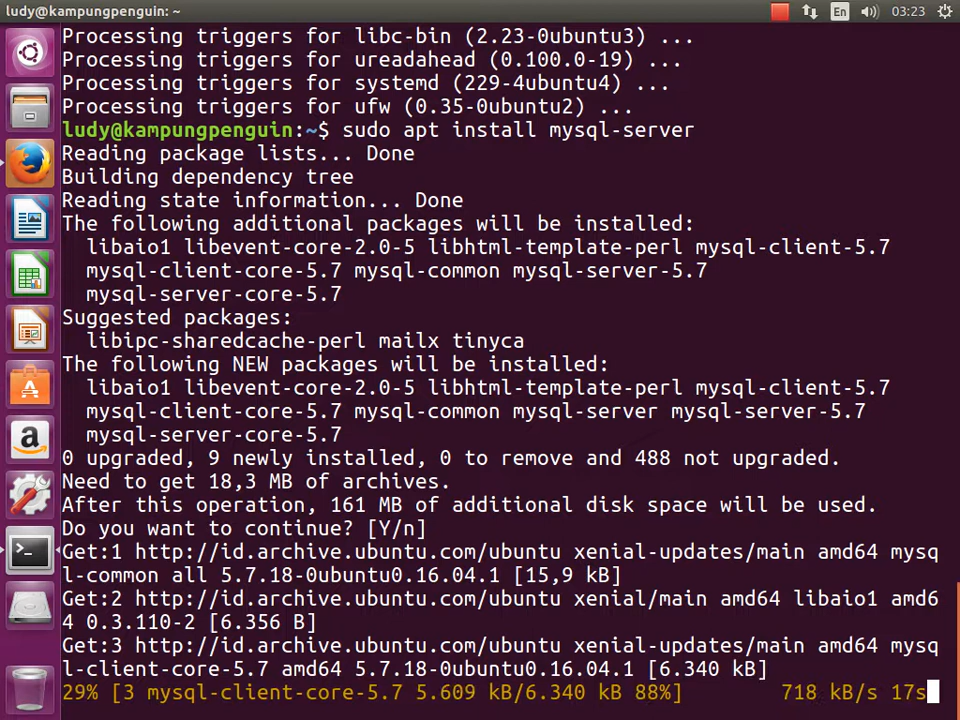 ludy@kampungpenguin: ~
En
03:23
Processing triggers for libc-bin (2.23-0ubuntu3) ...
Processing triggers for ureadahead (0.100.0-19) ...
Processing triggers for systemd (229-4ubuntu4) ...
Processing triggers for ufw (0.35-0ubuntu2) ...
ludy@kampungpenguin:~$ sudo apt install mysql-server
Reading package lists... Done
Building dependency tree
Reading state information... Done
The following additional packages will be installed:
libaio1 libevent-core-2.0-5 libhtml-template-perl mysql-client-5.7
mysql-client-core-5.7 mysql-common mysql-server-5.7
mysql-server-core-5.7
Suggested packages:
libipc-sharedcache-perl mailx tinyca
The following NEW packages will be installed:
libaio1 libevent-core-2.0-5 libhtml-template-perl mysql-client-5.7
mysql-client-core-5.7 mysql-common mysql-server mysql-server-5.7
mysql-server-core-5.7
0 upgraded, 9 newly installed, 0 to remove and 488 not upgraded.
Need to get 18,3 MB of archives.
After this operation, 161 MB of additional disk space will be used.
Do you want to continue? [Y/n]
Get:1 http://id.archive.ubuntu.com/ubuntu xenial-updates/main amd64 mysq
l-common all 5.7.18-0ubuntu0.16.04.1 [15,9 kB]
Get:2 http://id.archive.ubuntu.com/ubuntu xenial/main amd64 libaio1 amd6
4 0.3.110-2 [6.356 B]
Get:3 http://id.archive.ubuntu.com/ubuntu xenial-updates/main amd64 mysq
l-client-core-5.7 amd64 5.7.18-0ubuntu0.16.04.1 [6.340 kB]
29% [3 mysql-client-core-5.7 5.609 kB/6.340 kB 88%] 718 kB/s 17s